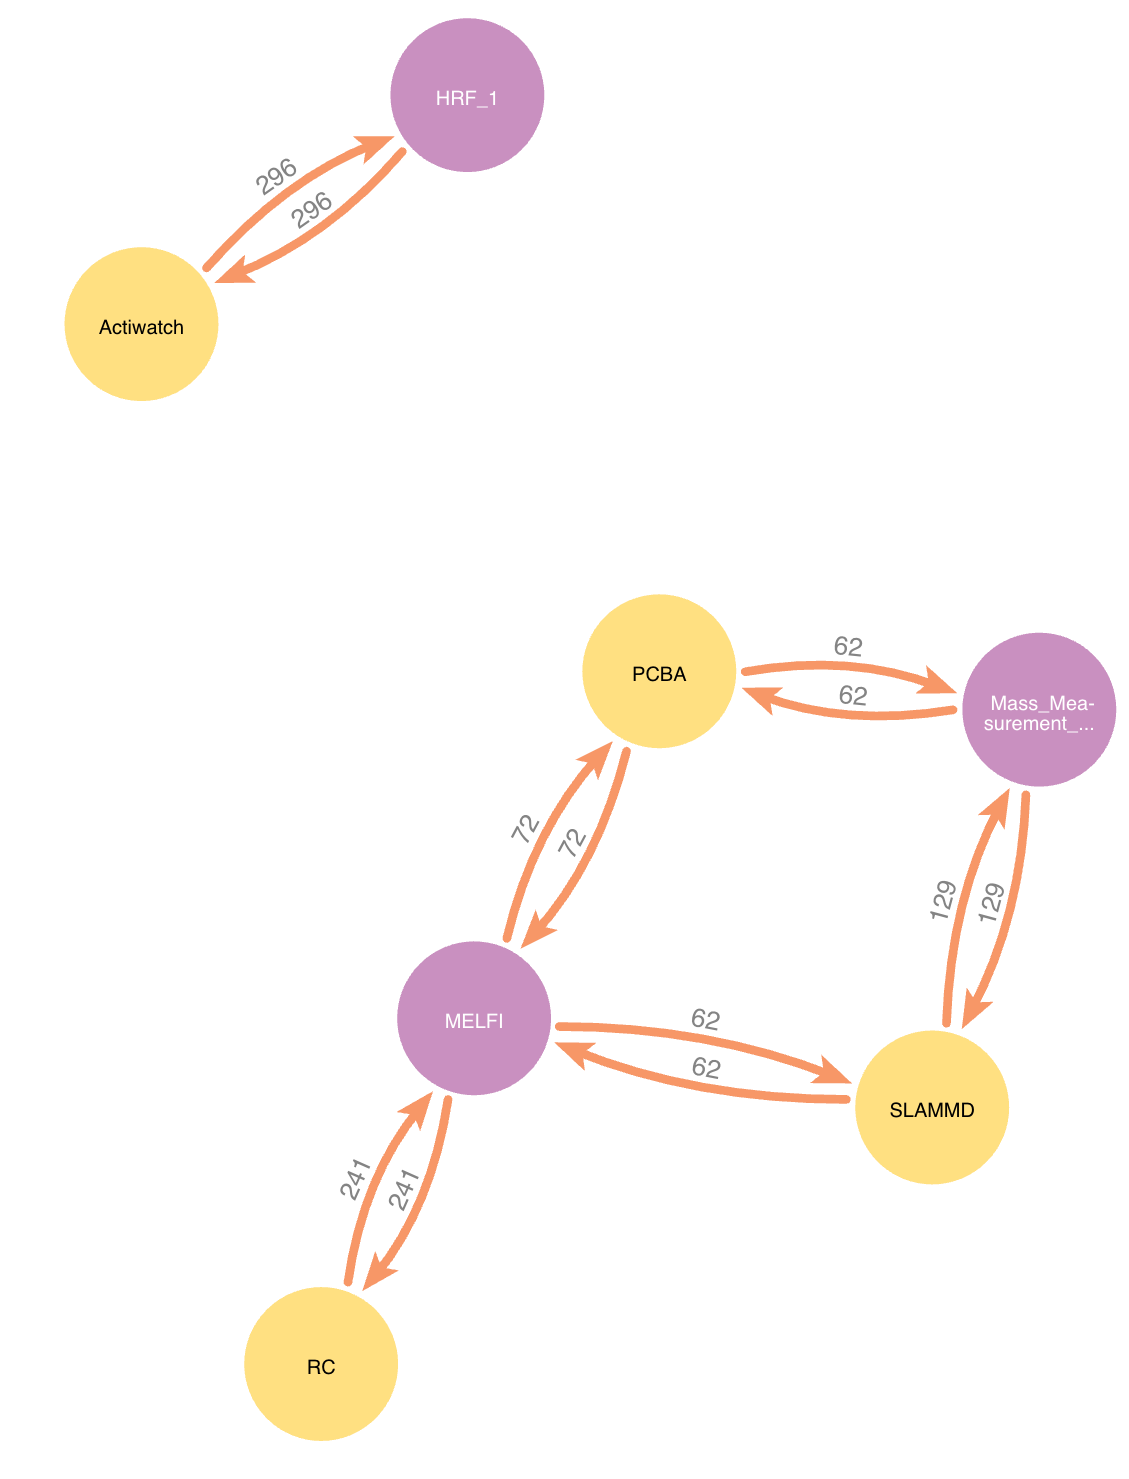 HRF_1
296
296
Actiwatch
PCBA
62
62
Mass_Mea-
surement_...
72
72
129
129
MELFI
62
62
SLAMMD
241
241
RC